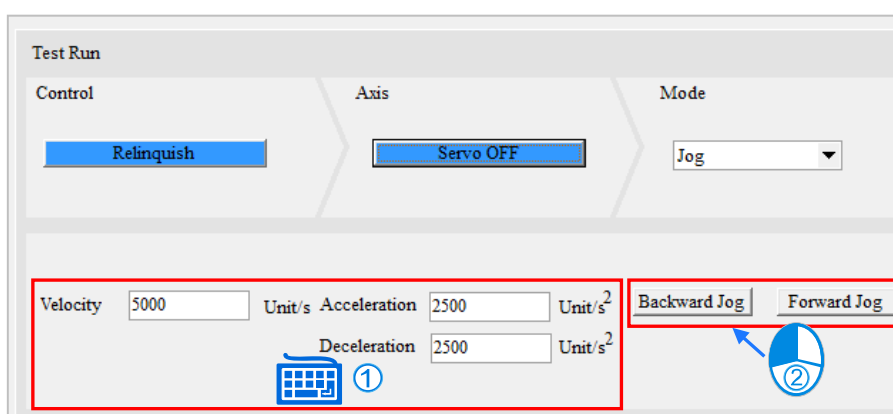 Test Run
Control Axis Mode
Relinquish Servo OFF Jog
Velocity 5000 Unit/s Acceleration 2500 Unit/s² Backward Jog Forward Jog
Deceleration 2500 Unit/s²
① ②